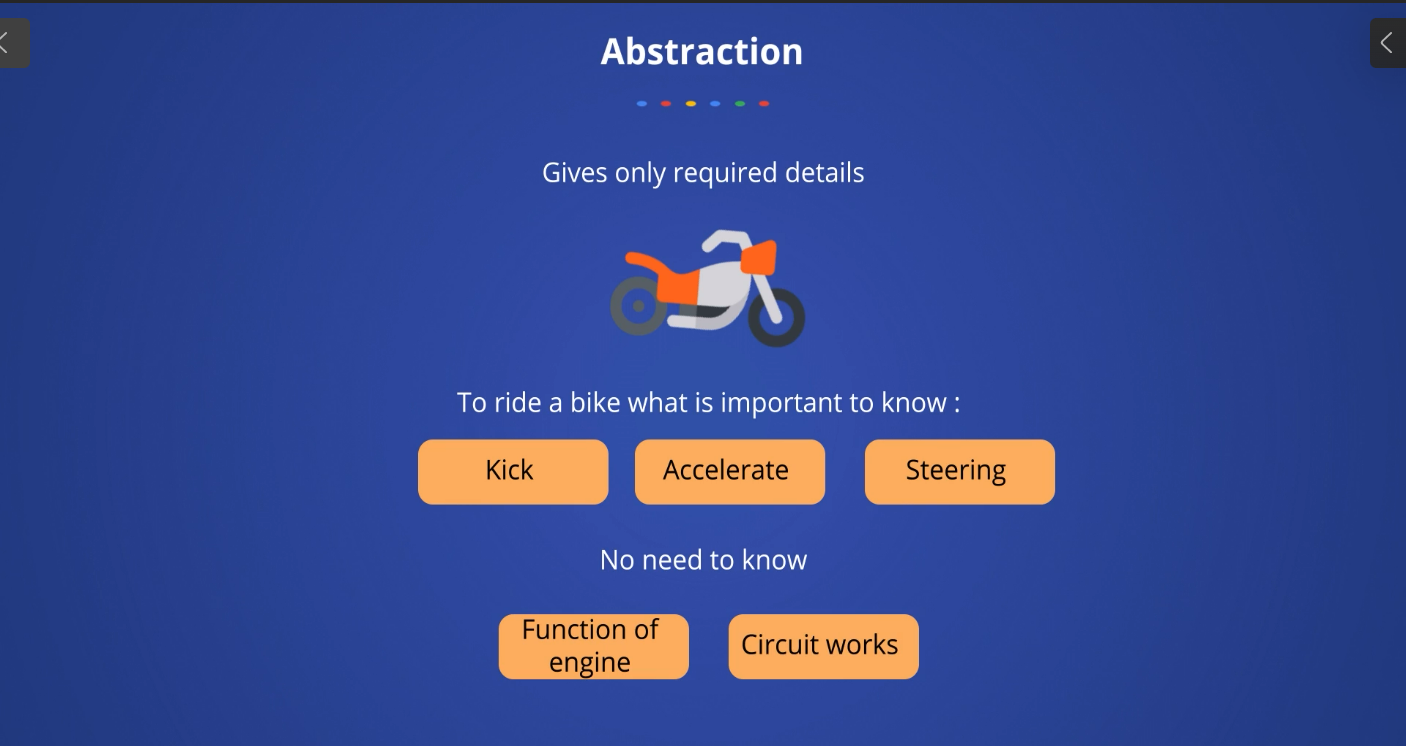 Abstraction
Gives only required details
To ride a bike what is important to know :
Kick
Accelerate
Steering
No need to know
Function of
engine
Circuit works